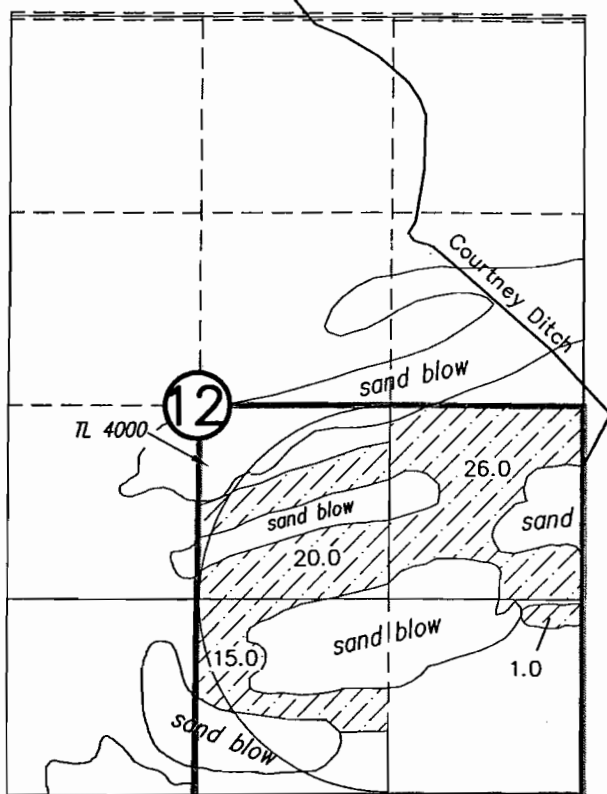 Courtney Ditch
sand blow
12
TL 4000
26.0
sand blow
sand
20.0
sand blow
15.0
1.0
sand blow